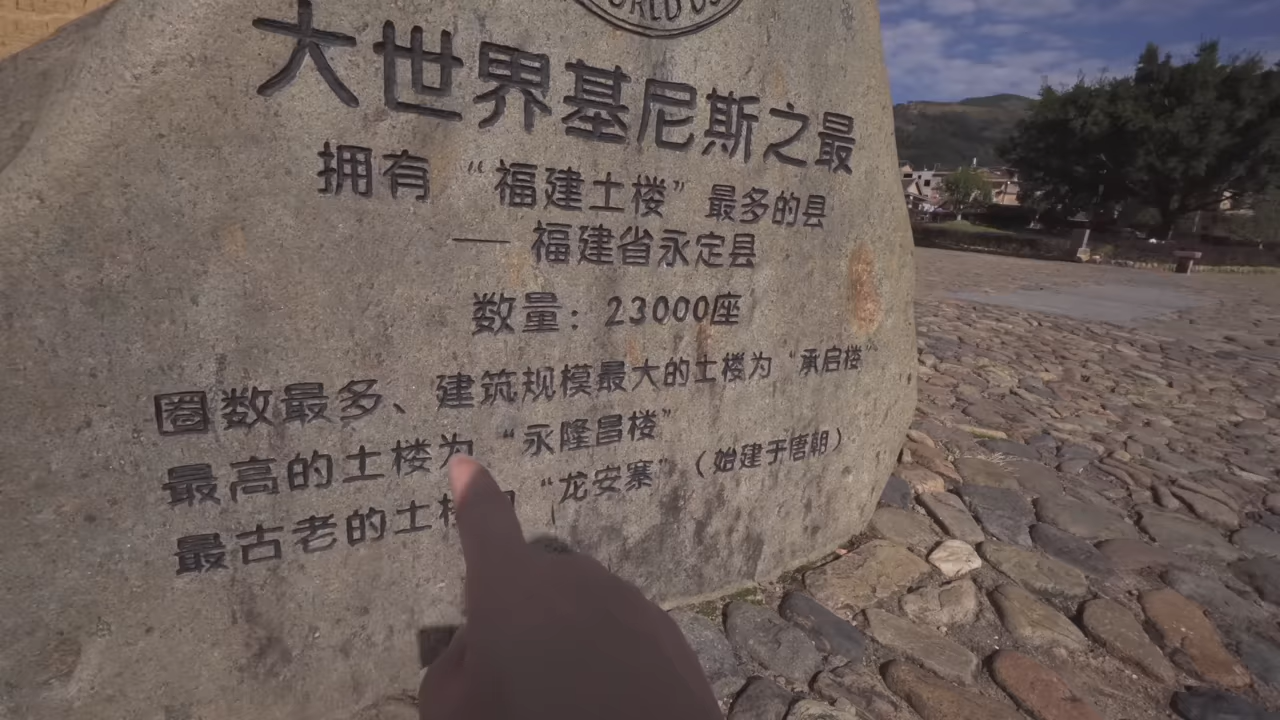 WORLD
大世界基尼斯之最
拥有“福建土楼”最多的县
——福建省永定县
数量：23000座
圈数最多、建筑规模最大的土楼为“承启楼”
最高的土楼为“永隆昌楼”
最古老的土楼 “龙安寨”（始建于唐朝）